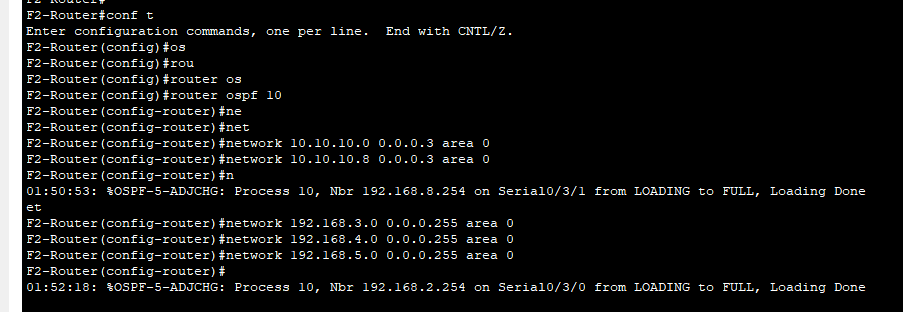 F2-Router#
F2-Router#conf t
Enter configuration commands, one per line.  End with CNTL/Z.
F2-Router(config)#os
F2-Router(config)#rou
F2-Router(config)#router os
F2-Router(config)#router ospf 10
F2-Router(config-router)#ne
F2-Router(config-router)#net
F2-Router(config-router)#network 10.10.10.0 0.0.0.3 area 0
F2-Router(config-router)#network 10.10.10.8 0.0.0.3 area 0
F2-Router(config-router)#n
01:50:53: %OSPF-5-ADJCHG: Process 10, Nbr 192.168.8.254 on Serial0/3/1 from LOADING to FULL, Loading Done
et
F2-Router(config-router)#network 192.168.3.0 0.0.0.255 area 0
F2-Router(config-router)#network 192.168.4.0 0.0.0.255 area 0
F2-Router(config-router)#network 192.168.5.0 0.0.0.255 area 0
F2-Router(config-router)#
01:52:18: %OSPF-5-ADJCHG: Process 10, Nbr 192.168.2.254 on Serial0/3/0 from LOADING to FULL, Loading Done